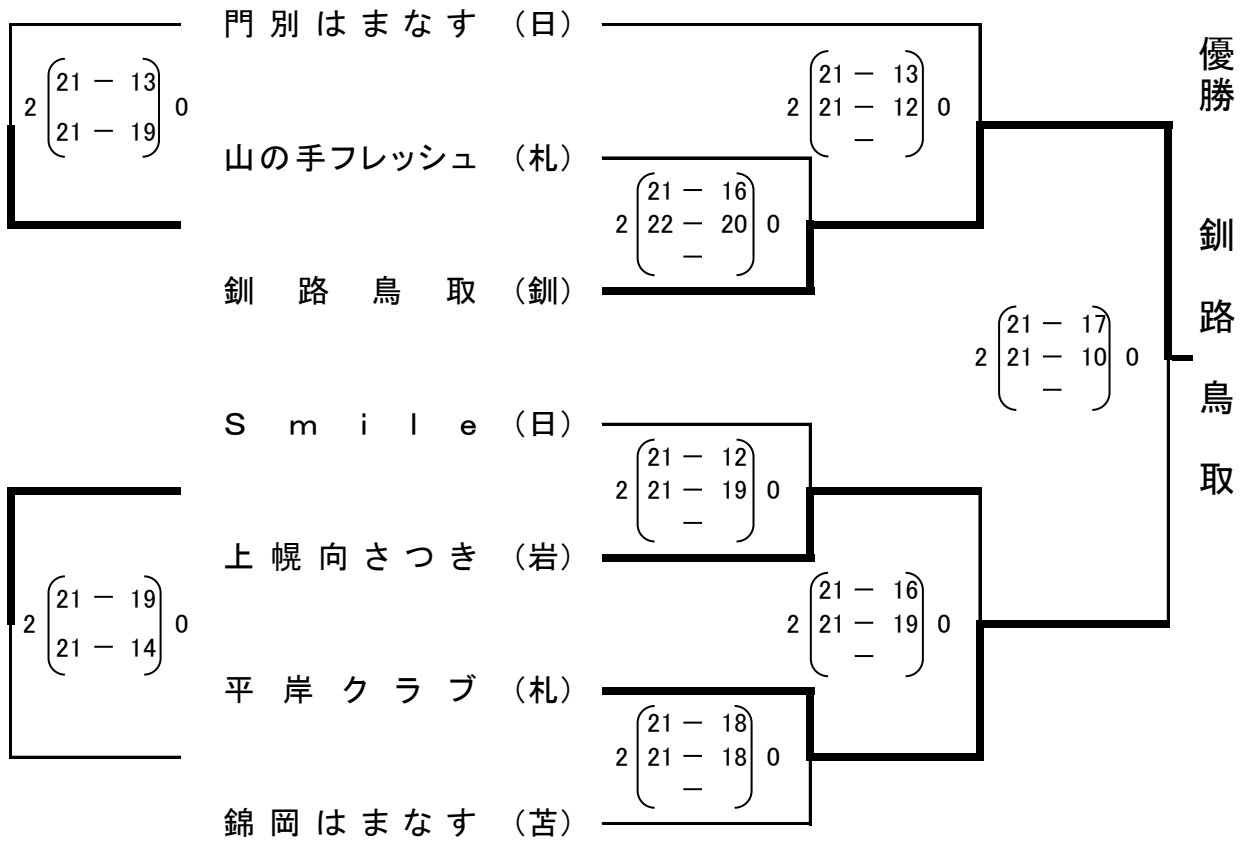 門別はまなす (日)
2 21 － 13 0
21 － 19
2 21 － 13 0
21 － 12
－
山の手フレッシュ (札)
2 21 － 16 0
22 － 20
－
釧路鳥取 (釧)
2 21 － 17 0
21 － 10
－
Ｓｍｉｌｅ (日)
2 21 － 12 0
21 － 19
－
上幌向さつき (岩)
2 21 － 19 0
21 － 14
2 21 － 16 0
21 － 19
－
平岸クラブ (札)
2 21 － 18 0
21 － 18
－
錦岡はまなす (苫)
優勝 釧路鳥取